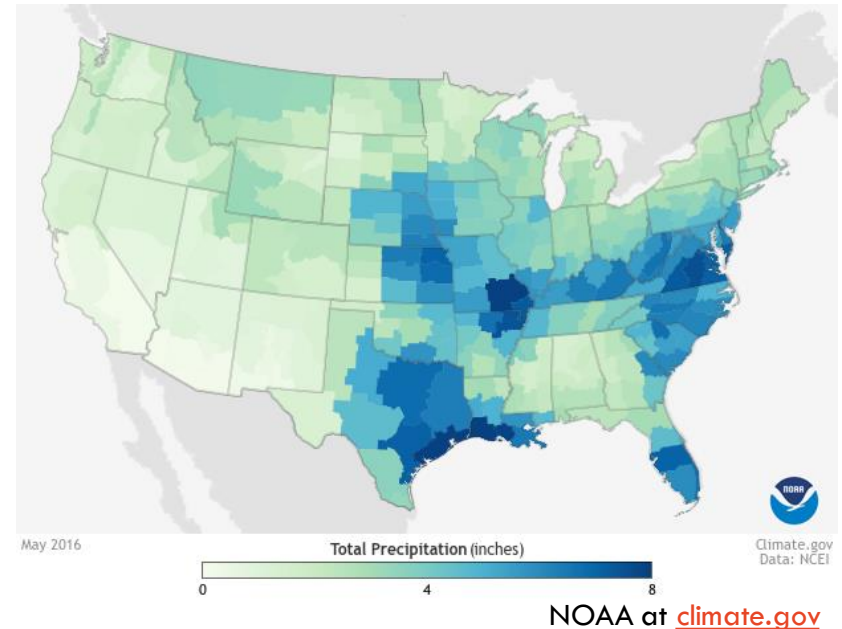 NOAA
May 2016
Total Precipitation (inches)
Climate.gov
Data: NCEI
0 4 8
NOAA at climate.gov